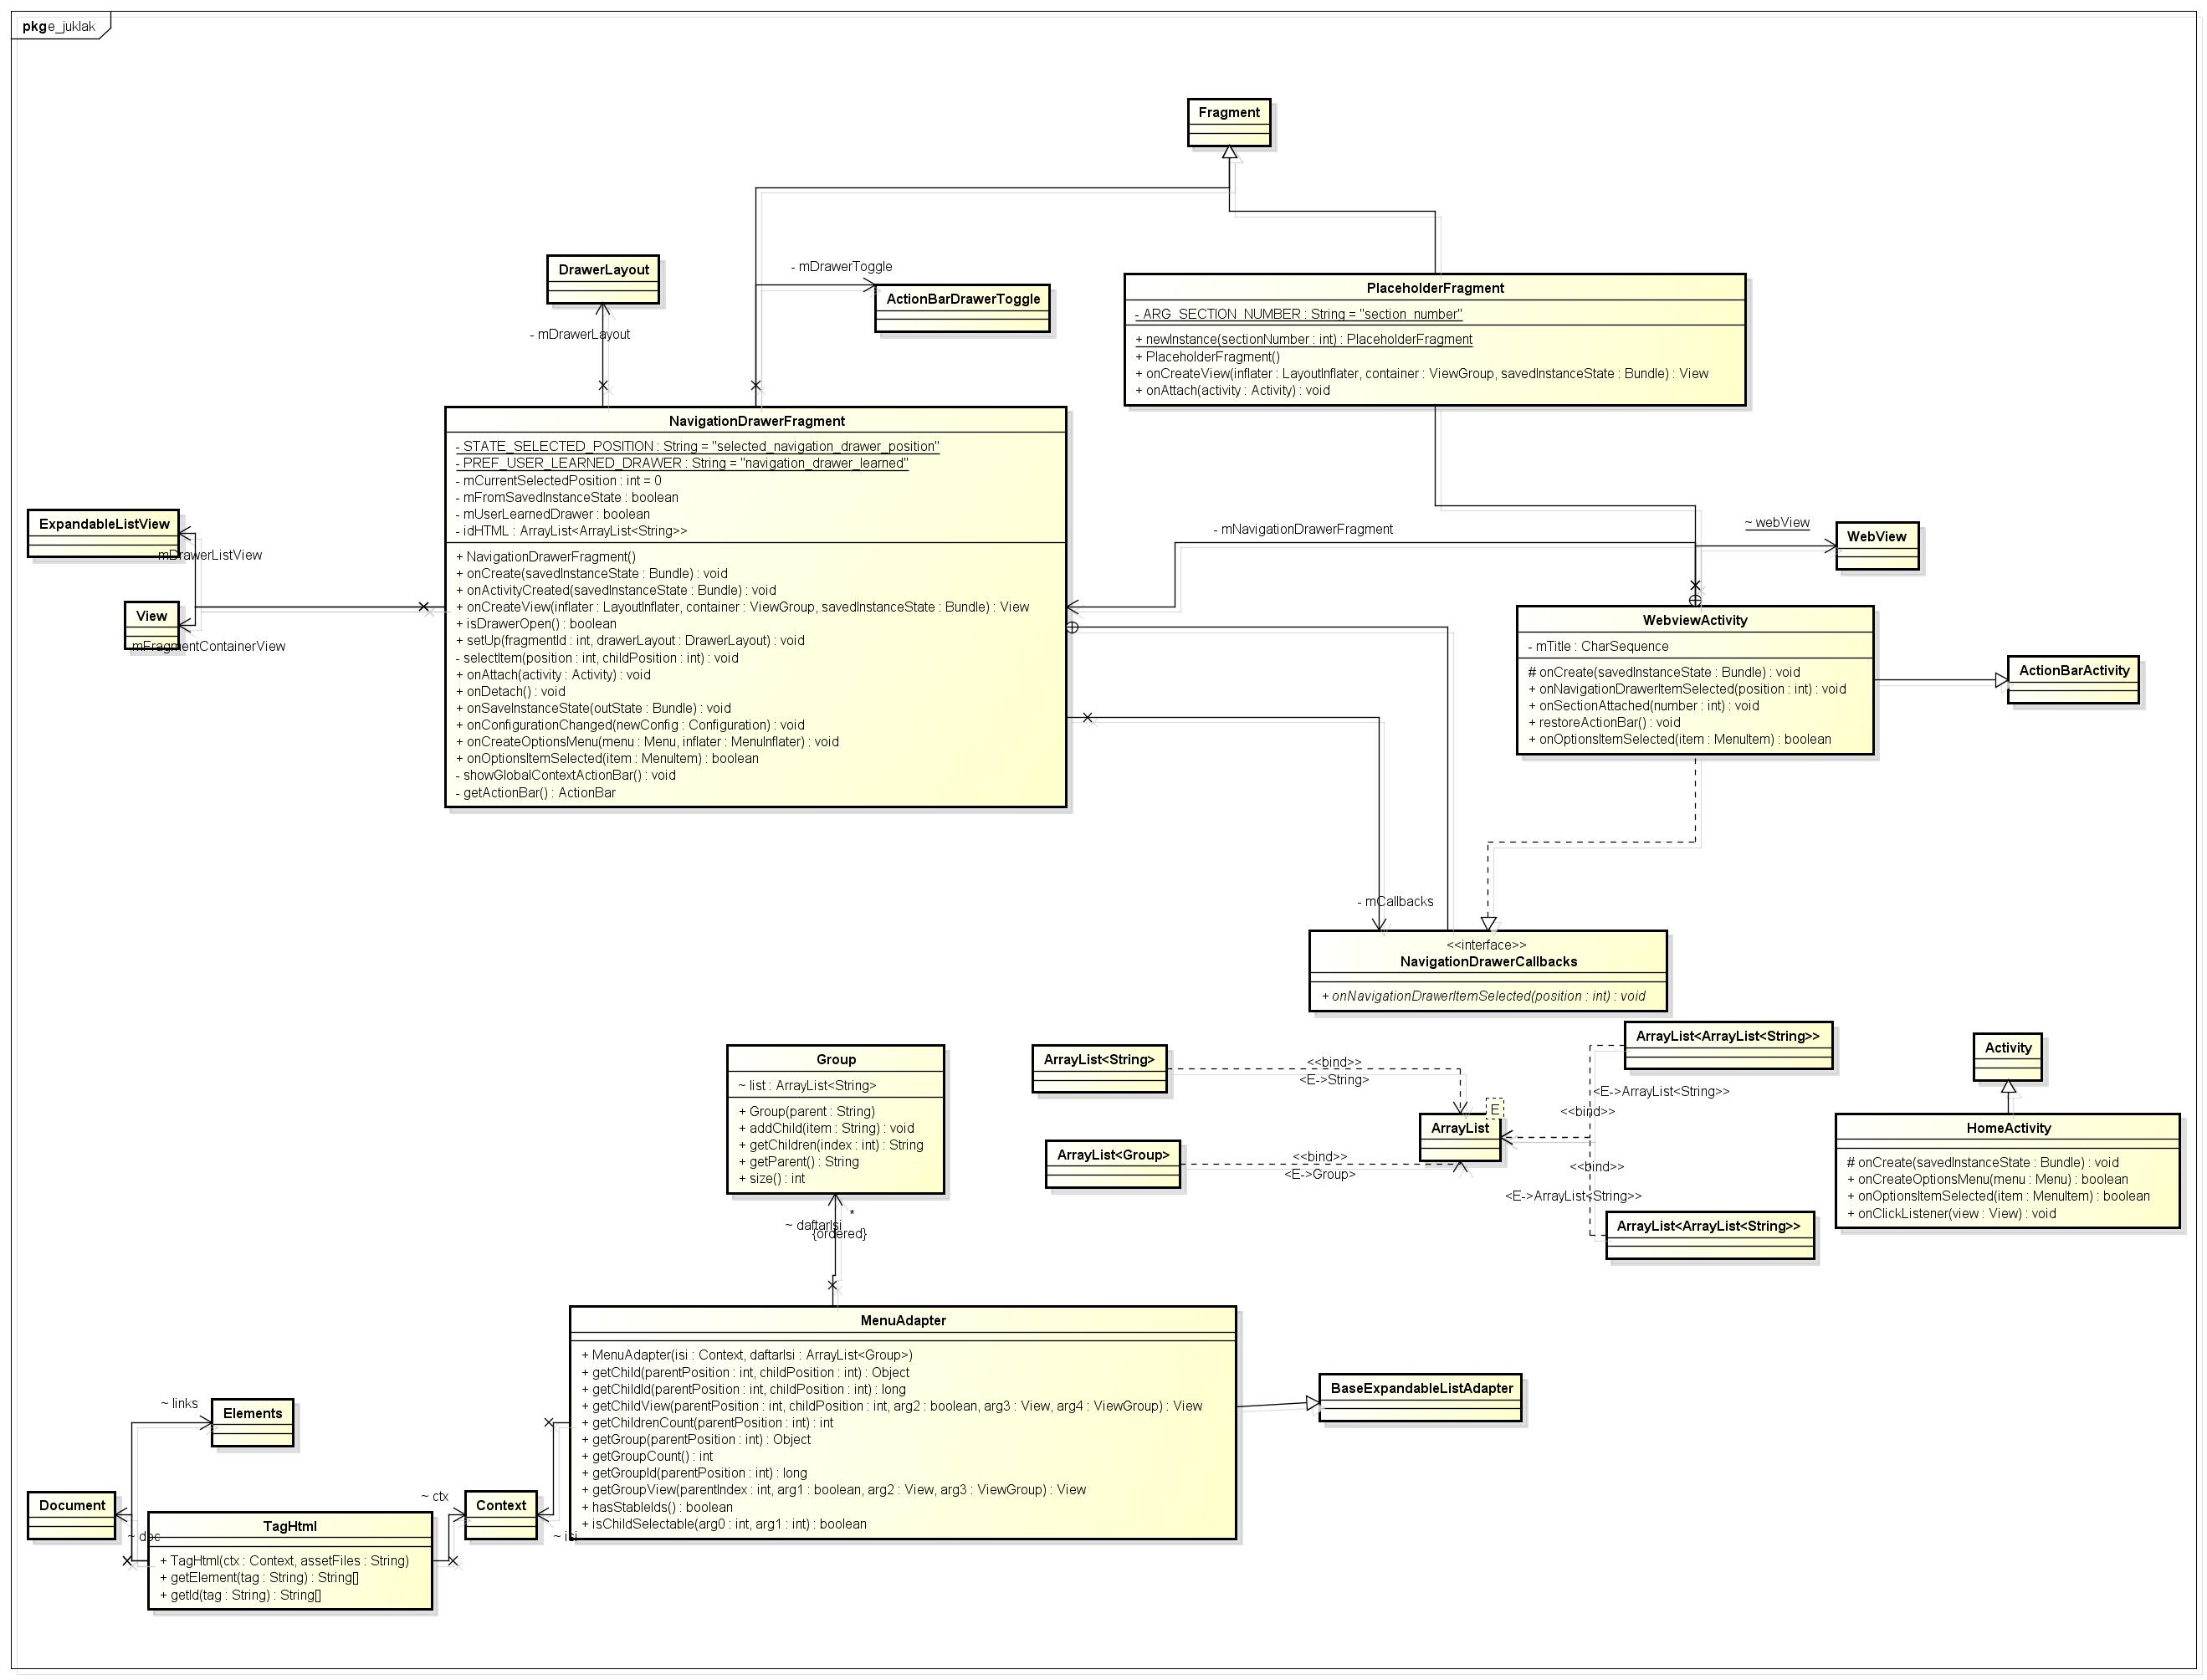 pkg e_juklak
Fragment
DrawerLayout
- mDrawerLayout
- mDrawerToggle
ActionBarDrawerToggle
PlaceholderFragment
- ARG_SECTION_NUMBER : String = "section_number"
+ newInstance(sectionNumber : int) : PlaceholderFragment
+ PlaceholderFragment()
+ onCreateView(inflater : LayoutInflater, container : ViewGroup, savedInstanceState : Bundle) : View
+ onAttach(activity : Activity) : void
NavigationDrawerFragment
- STATE_SELECTED_POSITION : String = "selected_navigation_drawer_position"
- PREF_USER_LEARNED_DRAWER : String = "navigation_drawer_learned"
- mCurrentSelectedPosition : int = 0
- mFromSavedInstanceState : boolean
- mUserLearnedDrawer : boolean
- idHTML : ArrayList<ArrayList<String>>
+ NavigationDrawerFragment()
+ onCreate(savedInstanceState : Bundle) : void
+ onActivityCreated(savedInstanceState : Bundle) : void
+ onCreateView(inflater : LayoutInflater, container : ViewGroup, savedInstanceState : Bundle) : View
+ isDrawerOpen() : boolean
+ setUp(fragmentId : int, drawerLayout : DrawerLayout) : void
- selectItem(position : int, childPosition : int) : void
+ onAttach(activity : Activity) : void
+ onDetach() : void
+ onSaveInstanceState(outState : Bundle) : void
+ onConfigurationChanged(newConfig : Configuration) : void
+ onCreateOptionsMenu(menu : Menu, inflater : MenuInflater) : void
+ onOptionsItemSelected(item : MenuItem) : boolean
- showGlobalContextActionBar() : void
- getActionBar() : ActionBar
ExpandableListView
mDrawerListView
View
mFragmentContainerView
- mNavigationDrawerFragment
~ webView
WebView
WebviewActivity
- mTitle : CharSequence
# onCreate(savedInstanceState : Bundle) : void
+ onNavigationDrawerItemSelected(position : int) : void
+ onSectionAttached(number : int) : void
+ restoreActionBar() : void
+ onOptionsItemSelected(item : MenuItem) : boolean
ActionBarActivity
- mCallbacks
<<interface>>
NavigationDrawerCallbacks
+ onNavigationDrawerItemSelected(position : int) : void
Group
~ list : ArrayList<String>
+ Group(parent : String)
+ addChild(item : String) : void
+ getChildren(index : int) : String
+ getParent() : String
+ size() : int
*
~ daftarIsi
{ordered}
ArrayList<String>
<<bind>>
<E->String>
ArrayList<Group>
<<bind>>
<E->Group>
E
ArrayList
ArrayList<ArrayList<String>>
<E->ArrayList<String>>
<<bind>>
<<bind>>
<E->ArrayList<String>>
ArrayList<ArrayList<String>>
Activity
HomeActivity
# onCreate(savedInstanceState : Bundle) : void
+ onCreateOptionsMenu(menu : Menu) : boolean
+ onOptionsItemSelected(item : MenuItem) : boolean
+ onClickListener(view : View) : void
MenuAdapter
+ MenuAdapter(isi : Context, daftarIsi : ArrayList<Group>)
+ getChild(parentPosition : int, childPosition : int) : Object
+ getChildId(parentPosition : int, childPosition : int) : long
+ getChildView(parentPosition : int, childPosition : int, arg2 : boolean, arg3 : View, arg4 : ViewGroup) : View
+ getChildrenCount(parentPosition : int) : int
+ getGroup(parentPosition : int) : Object
+ getGroupCount() : int
+ getGroupId(parentPosition : int) : long
+ getGroupView(parentIndex : int, arg1 : boolean, arg2 : View, arg3 : ViewGroup) : View
+ hasStableIds() : boolean
+ isChildSelectable(arg0 : int, arg1 : int) : boolean
BaseExpandableListAdapter
~ links
Elements
Document
~ doc
~ ctx
Context
~ isi
TagHtml
+ TagHtml(ctx : Context, assetFiles : String)
+ getElement(tag : String) : String[]
+ getId(tag : String) : String[]